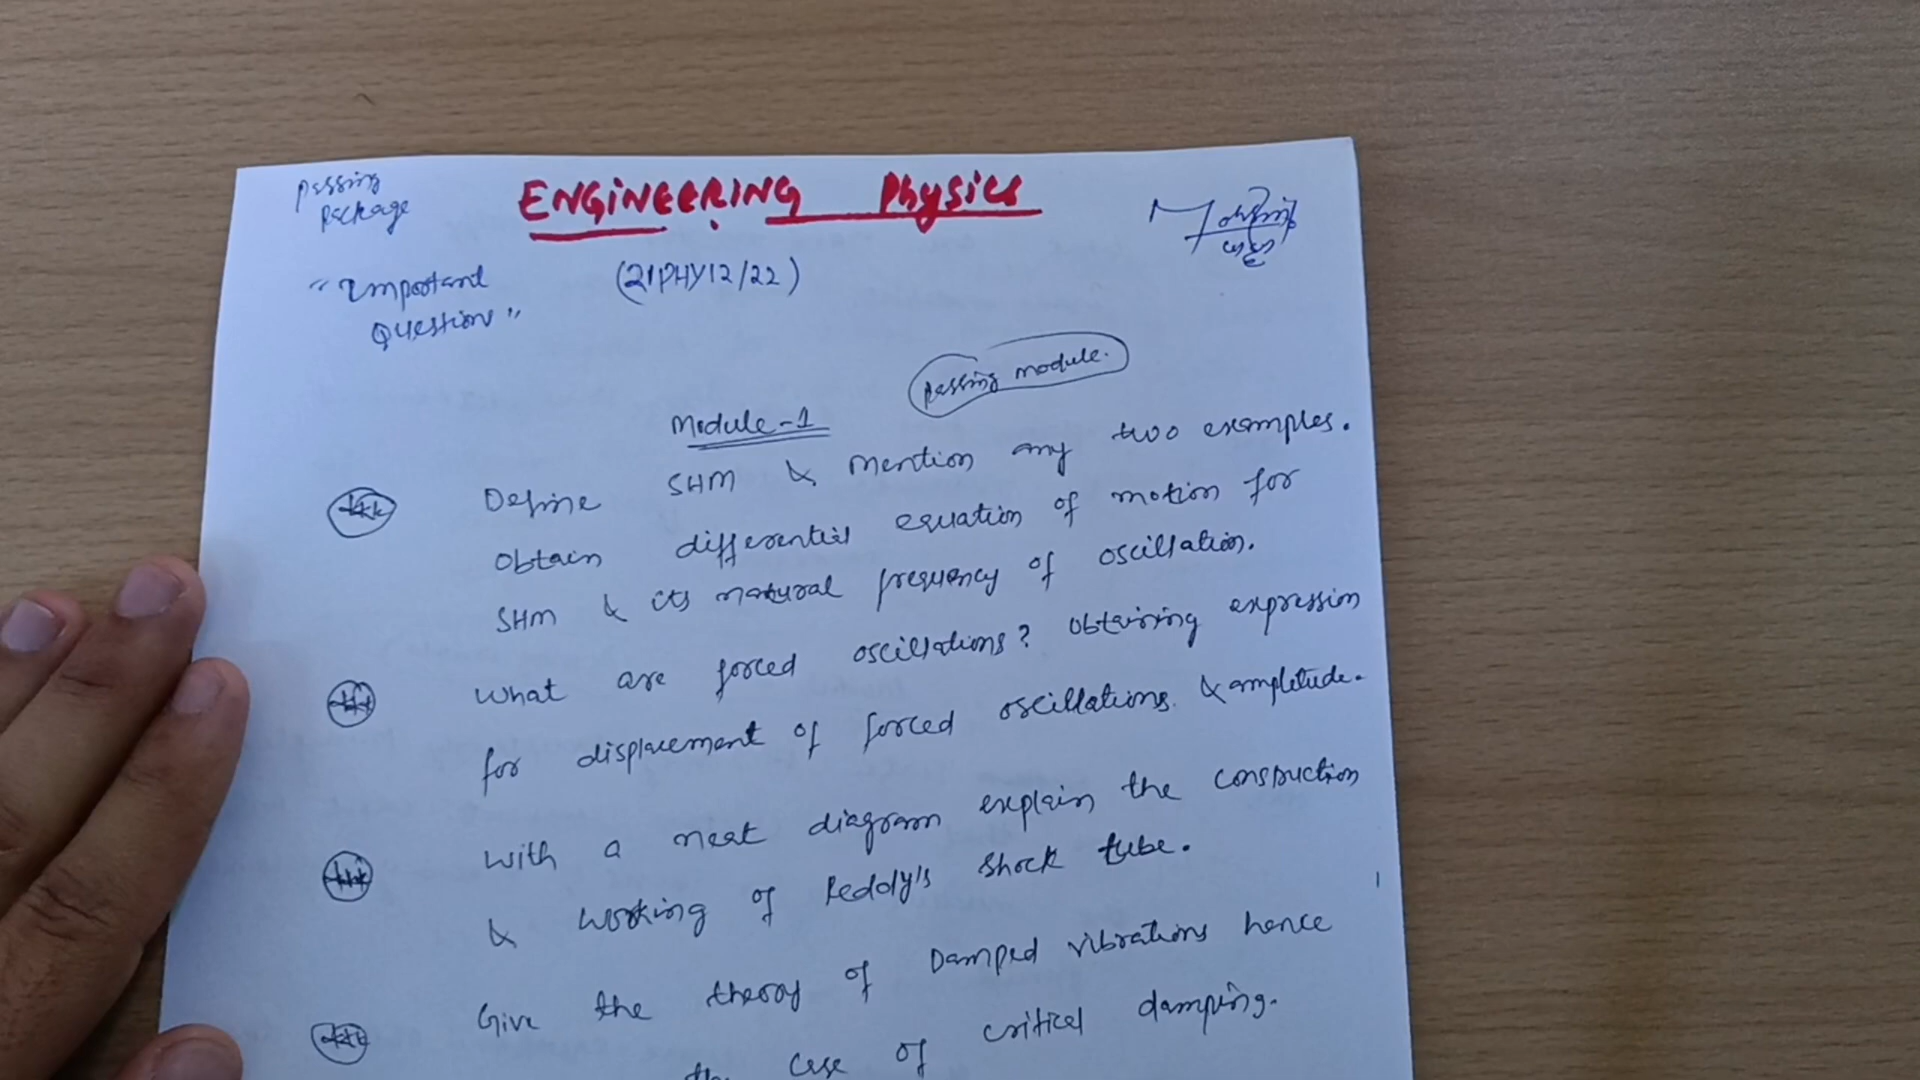 Passing
Package
ENGINEERING Physics
"Important
Question"
(21PHY12/22)
Passing module.
Module-1
Define SHM & mention any two examples.
Obtain differential equation of motion for
SHM & its natural frequency of oscillation.
What are forced oscillations? Obtaining expression
for displacement of forced oscillations & amplitude.
With a neat diagram explain the construction
& working of Reddy's shock tube.
Give the theory of Damped vibrations hence
the case of critical damping.